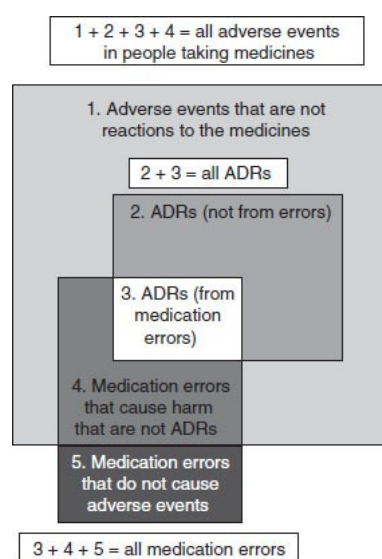 1 + 2 + 3 + 4 = all adverse events
in people taking medicines
1. Adverse events that are not
reactions to the medicines
2 + 3 = all ADRs
2. ADRs (not from errors)
3. ADRs (from
medication
errors)
4. Medication errors
that cause harm
that are not ADRs
5. Medication errors
that do not cause
adverse events
3 + 4 + 5 = all medication errors